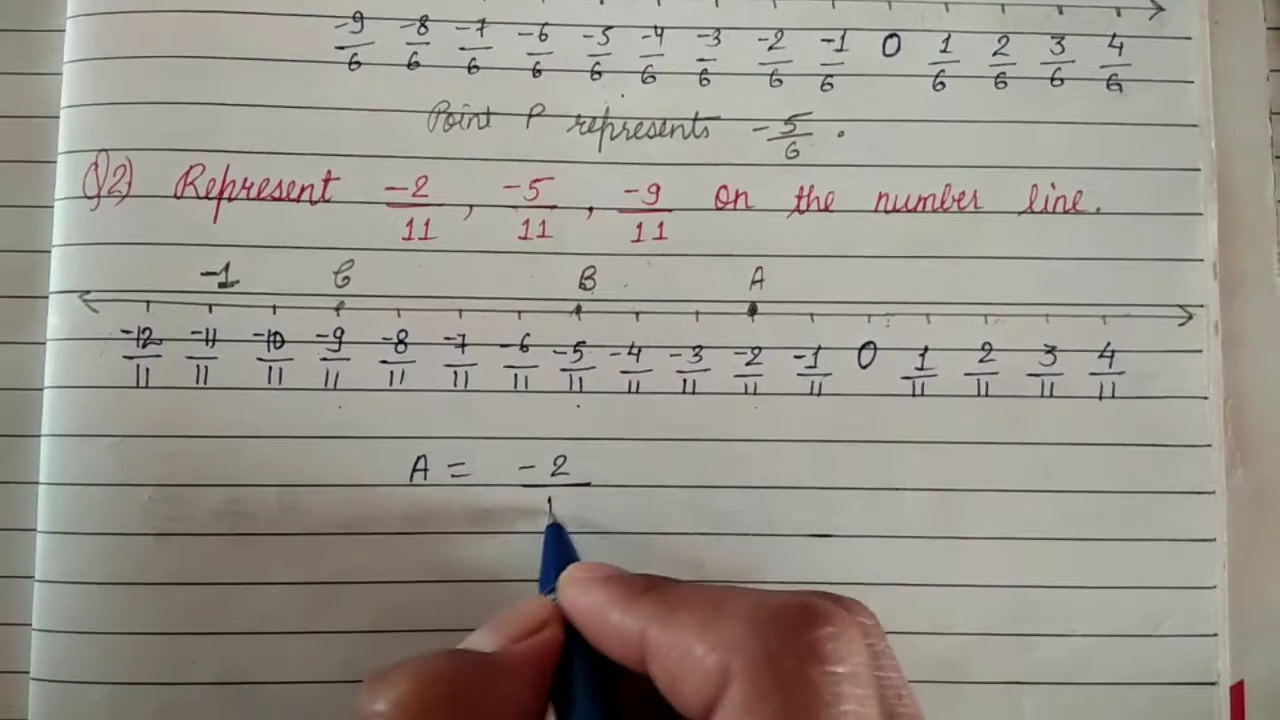 -9/6 -8/6 -7/6 -6/6 -5/6 -4/6 -3/6 -2/6 -1/6 0 1/6 2/6 3/6 4/6
Point P represents -5/6 .
Q2) Represent -2/11, -5/11, -9/11 on the number line.
-1 C B A
-12/11 -11/11 -10/11 -9/11 -8/11 -7/11 -6/11 -5/11 -4/11 -3/11 -2/11 -1/11 0 1/11 2/11 3/11 4/11
A = -2/1